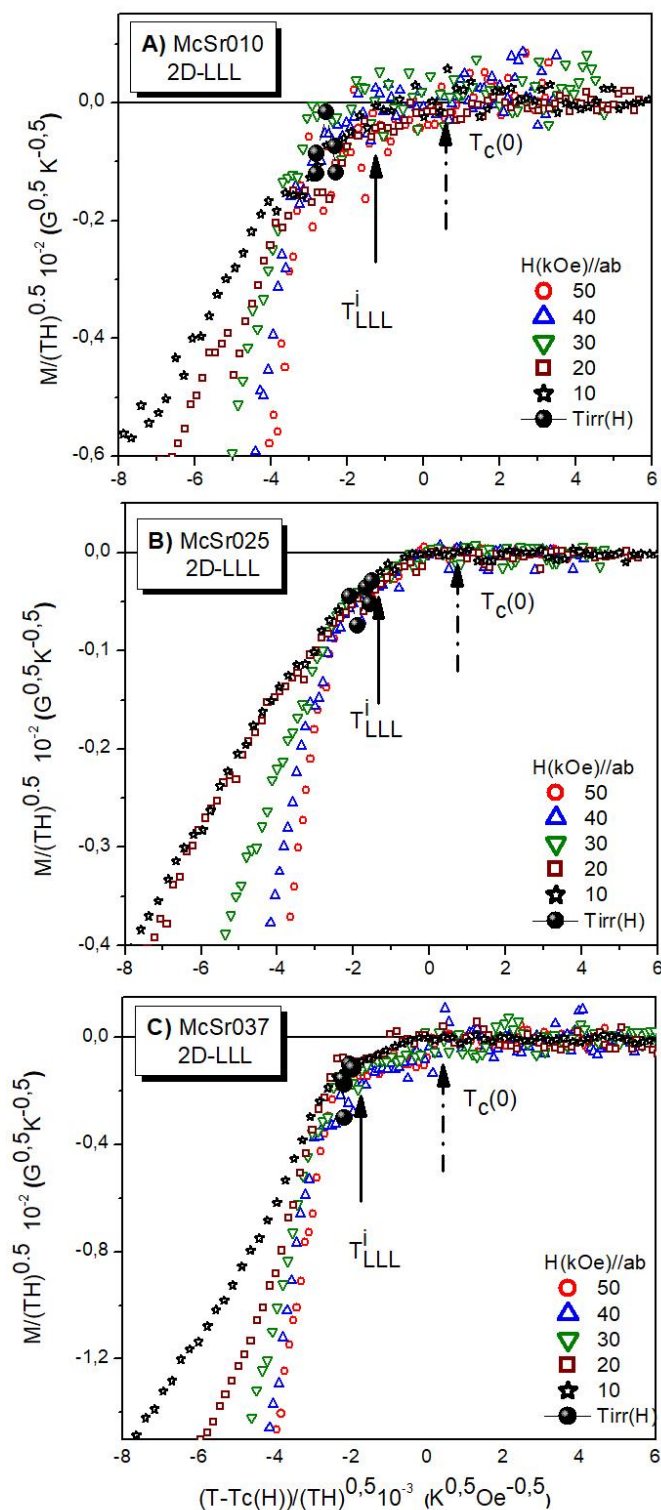 A) McSr010
2D-LLL
0,0
-0,2
-0,4
-0,6
M/(TH)^0.5 10^-2 (G^0,5K^-0,5)
T_c(0)
T^i_LLL
H(kOe)//ab
50
40
30
20
10
Tirr(H)
-8 -6 -4 -2 0 2 4 6
B) McSr025
2D-LLL
0,0
-0,1
-0,2
-0,3
-0,4
M/(TH)^0.5 10^-2 (G^0,5K^-0,5)
T_c(0)
T^i_LLL
H(kOe)//ab
50
40
30
20
10
Tirr(H)
-8 -6 -4 -2 0 2 4 6
C) McSr037
2D-LLL
0,0
-0,4
-0,8
-1,2
M/(TH)^0.5 10^-2 (G^0,5K^-0,5)
T_c(0)
T^i_LLL
H(kOe)//ab
50
40
30
20
10
Tirr(H)
-8 -6 -4 -2 0 2 4 6
(T-Tc(H))/(TH)^0,5 10^-3 (K^0,5Oe^-0,5)